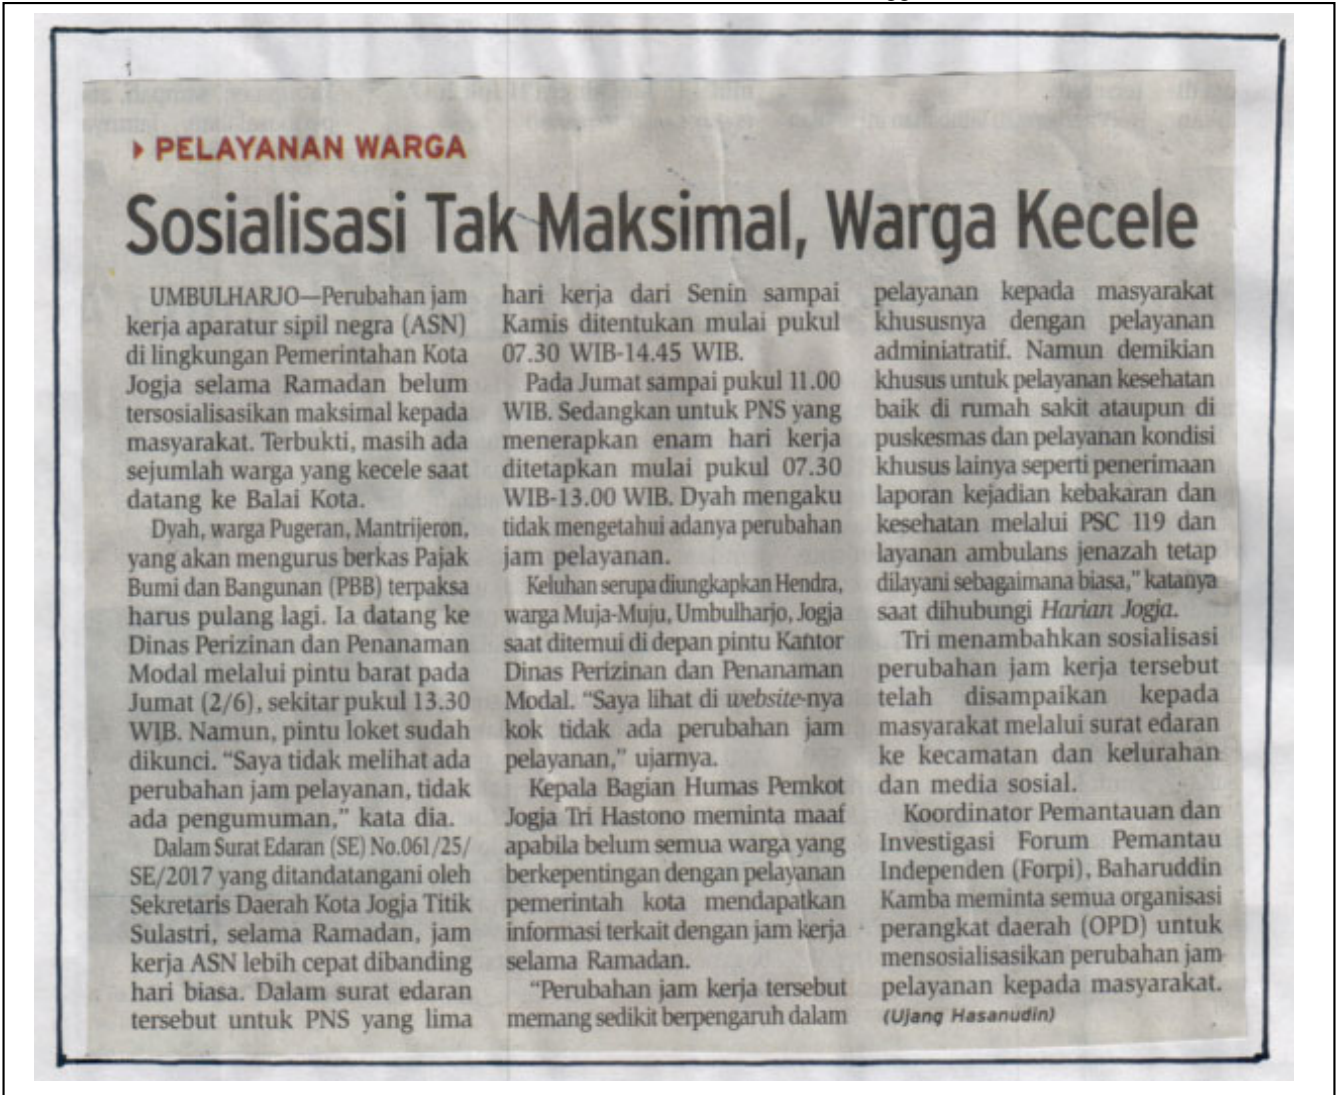 PELAYANAN WARGA
Sosialisasi Tak Maksimal, Warga Kecele
UMBULHARJO—Perubahan jam
kerja aparatur sipil negra (ASN)
di lingkungan Pemerintahan Kota
Jogja selama Ramadan belum
tersosialisasikan maksimal kepada
masyarakat. Terbukti, masih ada
sejumlah warga yang kecele saat
datang ke Balai Kota.
Dyah, warga Pugeran, Mantrijeron,
yang akan mengurus berkas Pajak
Bumi dan Bangunan (PBB) terpaksa
harus pulang lagi. Ia datang ke
Dinas Perizinan dan Penanaman
Modal melalui pintu barat pada
Jumat (2/6), sekitar pukul 13.30
WIB. Namun, pintu loket sudah
dikunci. “Saya tidak melihat ada
perubahan jam pelayanan, tidak
ada pengumuman,” kata dia.
Dalam Surat Edaran (SE) No.061/25/
SE/2017 yang ditandatangani oleh
Sekretaris Daerah Kota Jogja Titik
Sulastri, selama Ramadan, jam
kerja ASN lebih cepat dibanding
hari biasa. Dalam surat edaran
tersebut untuk PNS yang lima
hari kerja dari Senin sampai
Kamis ditentukan mulai pukul
07.30 WIB-14.45 WIB.
Pada Jumat sampai pukul 11.00
WIB. Sedangkan untuk PNS yang
menerapkan enam hari kerja
ditetapkan mulai pukul 07.30
WIB-13.00 WIB. Dyah mengaku
tidak mengetahui adanya perubahan
jam pelayanan.
Keluhan serupa diungkapkan Hendra,
warga Muja-Muju, Umbulharjo, Jogja
saat ditemui di depan pintu Kantor
Dinas Perizinan dan Penanaman
Modal. “Saya lihat di website-nya
kok tidak ada perubahan jam
pelayanan,” ujarnya.
Kepala Bagian Humas Pemkot
Jogja Tri Hastono meminta maaf
apabila belum semua warga yang
berkepentingan dengan pelayanan
pemerintah kota mendapatkan
informasi terkait dengan jam kerja
selama Ramadan.
“Perubahan jam kerja tersebut
memang sedikit berpengaruh dalam
pelayanan kepada masyarakat
khususnya dengan pelayanan
adminiatratif. Namun demikian
khusus untuk pelayanan kesehatan
baik di rumah sakit ataupun di
puskesmas dan pelayanan kondisi
khusus lainya seperti penerimaan
laporan kejadian kebakaran dan
kesehatan melalui PSC 119 dan
layanan ambulans jenazah tetap
dilayani sebagaimana biasa,” katanya
saat dihubungi Harian Jogja.
Tri menambahkan sosialisasi
perubahan jam kerja tersebut
telah disampaikan kepada
masyarakat melalui surat edaran
ke kecamatan dan kelurahan
dan media sosial.
Koordinator Pemantauan dan
Investigasi Forum Pemantau
Independen (Forpi), Baharuddin
Kamba meminta semua organisasi
perangkat daerah (OPD) untuk
mensosialisasikan perubahan jam
pelayanan kepada masyarakat.
(Ujang Hasanudin)